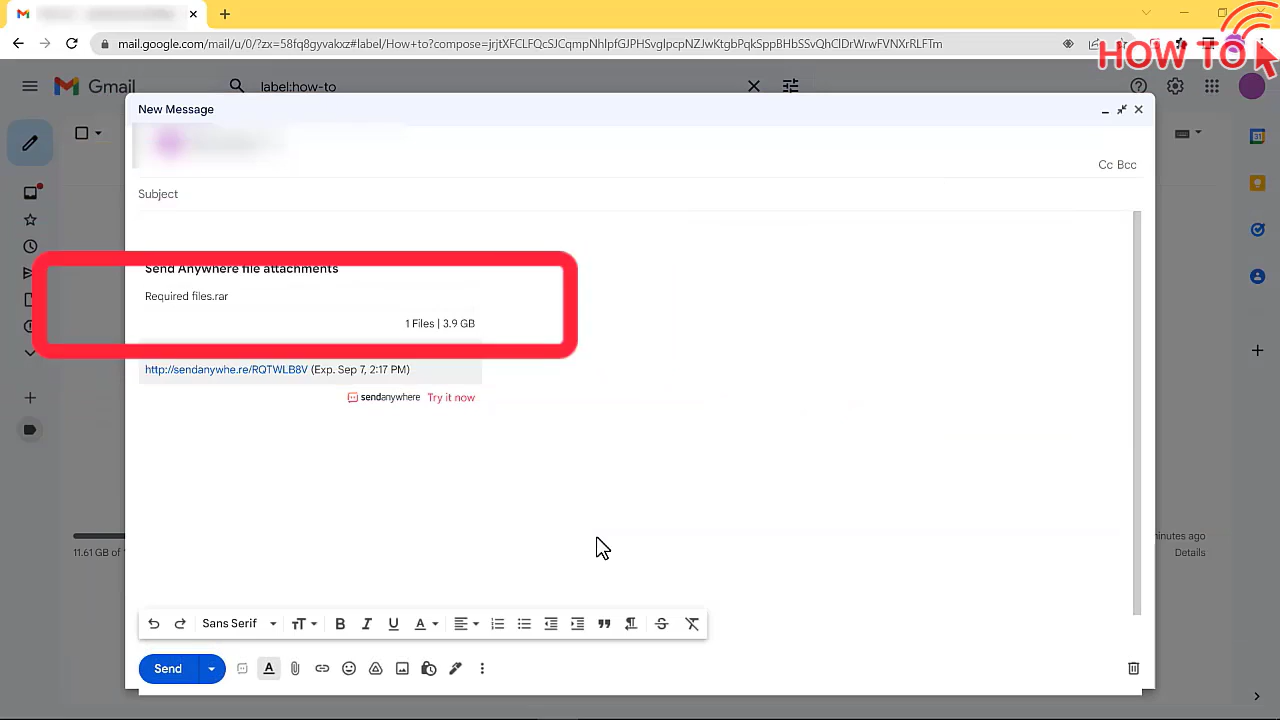 mail.google.com/mail/u/0/?zx=58fq8gyvakxz#label/How+to?
HOW TO
Gmail
label:how-to
New Message
Cc Bcc
Subject
Send Anywhere file attachments
Required files.rar
1 Files | 3.9 GB
http://sendanywhe.re/RQTWLB8V (Exp. Sep 7, 2:17 PM)
sendanywhere Try it now
11.61 GB of
minutes ago
Details
Sans Serif
Send